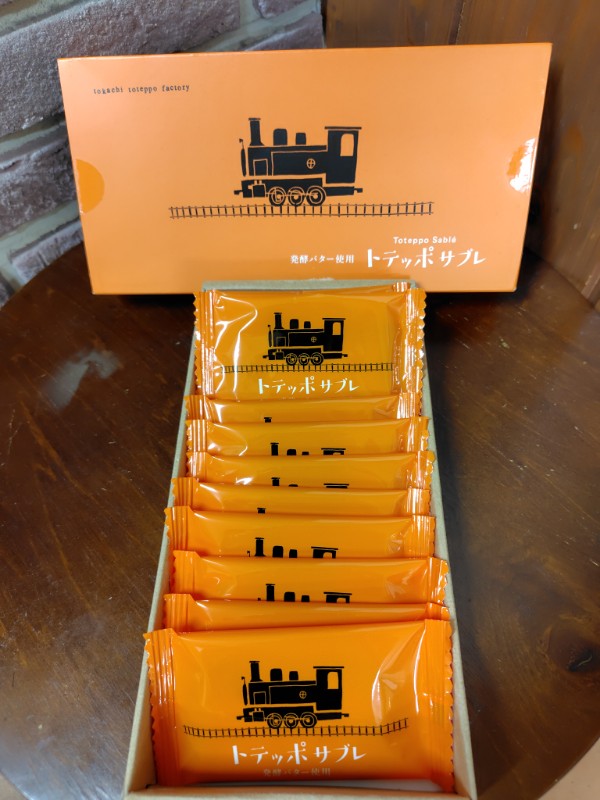 tokachi toteppo factory
Toteppo Sablé
発酵バター使用 トテッポサブレ
トテッポサブレ
トテッポサブレ
発酵バター使用